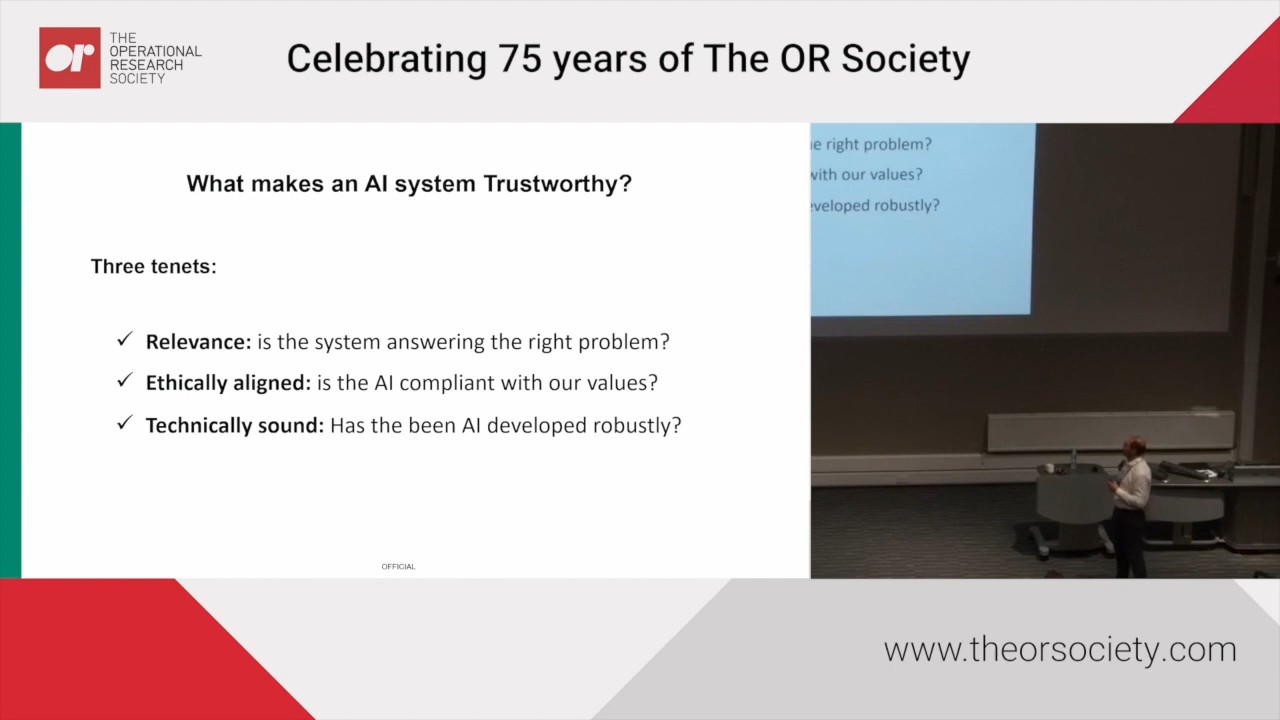 or
THE
OPERATIONAL
RESEARCH
SOCIETY
Celebrating 75 years of The OR Society
What makes an AI system Trustworthy?
Three tenets:
✓ Relevance: is the system answering the right problem?
✓ Ethically aligned: is the AI compliant with our values?
✓ Technically sound: Has the been AI developed robustly?
OFFICIAL
right problem?
with our values?
robustly?
www.theorsociety.com